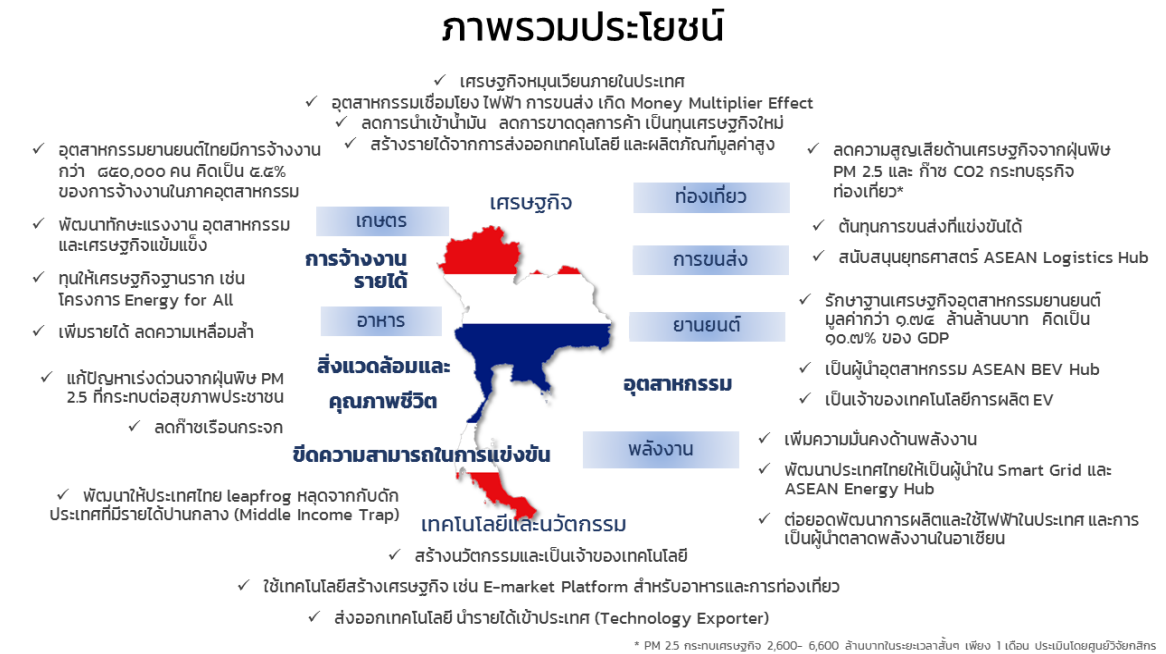 ภาพรวมประโยชน์
✓ เศรษฐกิจหมุนเวียนภายในประเทศ
✓ อุตสาหกรรมเชื่อมโยง ไฟฟ้า การขนส่ง เกิด Money Multiplier Effect
✓ ลดการนำเข้าน้ำมัน ลดการขาดดุลการค้า เป็นทุนเศรษฐกิจใหม่
✓ สร้างรายได้จากการส่งออกเทคโนโลยี และผลิตภัณฑ์มูลค่าสูง
✓ อุตสาหกรรมยานยนต์ไทยมีการจ้างงาน
กว่า ๘๕๐,๐๐๐ คน คิดเป็น ๕.๕%
ของการจ้างงานในภาคอุตสาหกรรม
✓ พัฒนาทักษะแรงงาน อุตสาหกรรม
และเศรษฐกิจแข้มแข็ง
✓ ทุนให้เศรษฐกิจฐานราก เช่น
โครงการ Energy for All
✓ เพิ่มรายได้ ลดความเหลื่อมล้ำ
✓ แก้ปัญหาเร่งด่วนจากฝุ่นพิษ PM
2.5 ที่กระทบต่อสุขภาพประชาชน
✓ ลดก๊าซเรือนกระจก
✓ พัฒนาให้ประเทศไทย leapfrog หลุดจากกับดัก
ประเทศที่มีรายได้ปานกลาง (Middle Income Trap)
เศรษฐกิจ
เกษตร
การจ้างงาน
รายได้
อาหาร
สิ่งแวดล้อมและ
คุณภาพชีวิต
ขีดความสามารถในการแข่งขัน
เทคโนโลยีและนวัตกรรม
ท่องเที่ยว
การขนส่ง
ยานยนต์
อุตสาหกรรม
พลังงาน
✓ ลดความสูญเสียด้านเศรษฐกิจจากฝุ่นพิษ
PM 2.5 และ ก๊าซ CO2 กระทบธุรกิจ
ท่องเที่ยว*
✓ ต้นทุนการขนส่งที่แข่งขันได้
✓ สนับสนุนยุทธศาสตร์ ASEAN Logistics Hub
✓ รักษาฐานเศรษฐกิจอุตสาหกรรมยานยนต์
มูลค่ากว่า ๑.๗๔ ล้านล้านบาท คิดเป็น
๑๐.๗% ของ GDP
✓ เป็นผู้นำอุตสาหกรรม ASEAN BEV Hub
✓ เป็นเจ้าของเทคโนโลยีการผลิต EV
✓ เพิ่มความมั่นคงด้านพลังงาน
✓ พัฒนาประเทศไทยให้เป็นผู้นำใน Smart Grid และ
ASEAN Energy Hub
✓ ต่อยอดพัฒนาการผลิตและใช้ไฟฟ้าในประเทศ และการ
เป็นผู้นำตลาดพลังงานในอาเซียน
✓ สร้างนวัตกรรมและเป็นเจ้าของเทคโนโลยี
✓ ใช้เทคโนโลยีสร้างเศรษฐกิจ เช่น E-market Platform สำหรับอาหารและการท่องเที่ยว
✓ ส่งออกเทคโนโลยี นำรายได้เข้าประเทศ (Technology Exporter)
* PM 2.5 กระทบเศรษฐกิจ 2,600- 6,600 ล้านบาทในระยะเวลาสั้นๆ เพียง 1 เดือน ประเมินโดยศูนย์วิจัยกสิกร